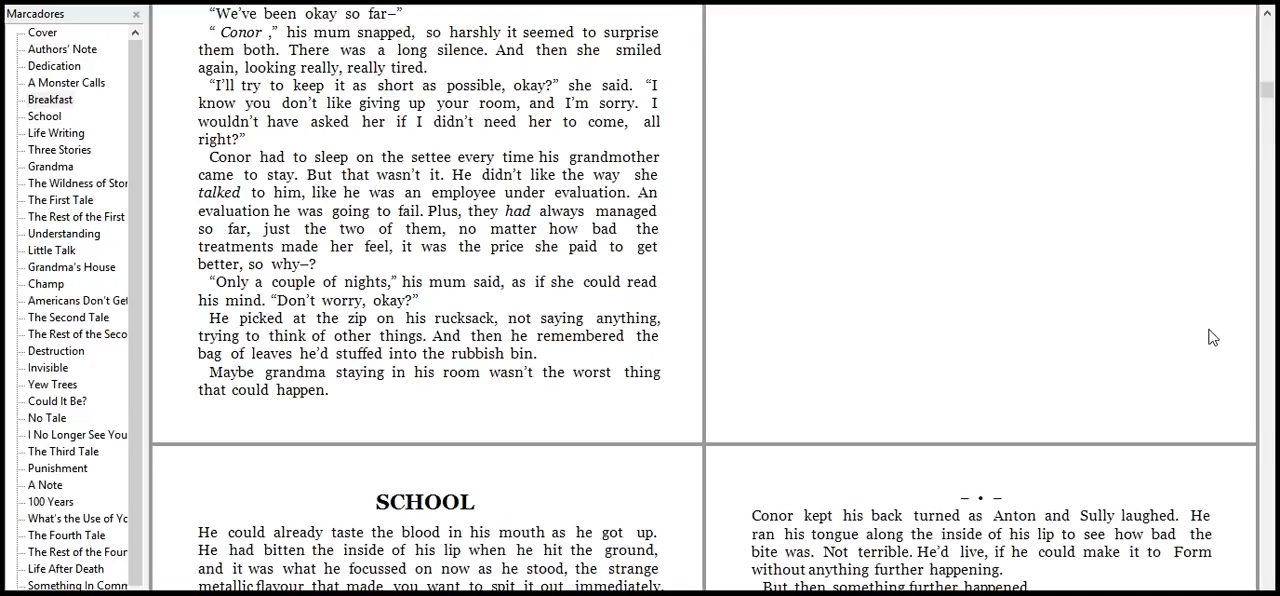 Marcadores
Cover
Authors' Note
Dedication
A Monster Calls
Breakfast
School
Life Writing
Three Stories
Grandma
The Wildness of Stor
The First Tale
The Rest of the First
Understanding
Little Talk
Grandma's House
Champ
Americans Don't Get
The Second Tale
The Rest of the Seco
Destruction
Invisible
Yew Trees
Could It Be?
No Tale
I No Longer See You
The Third Tale
Punishment
A Note
100 Years
What's the Use of Yo
The Fourth Tale
The Rest of the Four
Life After Death
Something In Comm
“We’ve been okay so far–”
“ Conor ,” his mum snapped, so harshly it seemed to surprise
them both. There was a long silence. And then she smiled
again, looking really, really tired.
“I’ll try to keep it as short as possible, okay?” she said. “I
know you don’t like giving up your room, and I’m sorry. I
wouldn’t have asked her if I didn’t need her to come, all
right?”
Conor had to sleep on the settee every time his grandmother
came to stay. But that wasn’t it. He didn’t like the way she
talked to him, like he was an employee under evaluation. An
evaluation he was going to fail. Plus, they had always managed
so far, just the two of them, no matter how bad the
treatments made her feel, it was the price she paid to get
better, so why–?
“Only a couple of nights,” his mum said, as if she could read
his mind. “Don’t worry, okay?”
He picked at the zip on his rucksack, not saying anything,
trying to think of other things. And then he remembered the
bag of leaves he’d stuffed into the rubbish bin.
Maybe grandma staying in his room wasn’t the worst thing
that could happen.
SCHOOL
He could already taste the blood in his mouth as he got up.
He had bitten the inside of his lip when he hit the ground,
and it was what he focussed on now as he stood, the strange
metallic flavour that made you want to spit it out immediately,
– • –
Conor kept his back turned as Anton and Sully laughed. He
ran his tongue along the inside of his lip to see how bad the
bite was. Not terrible. He’d live, if he could make it to Form
without anything further happening.
But then something further happened